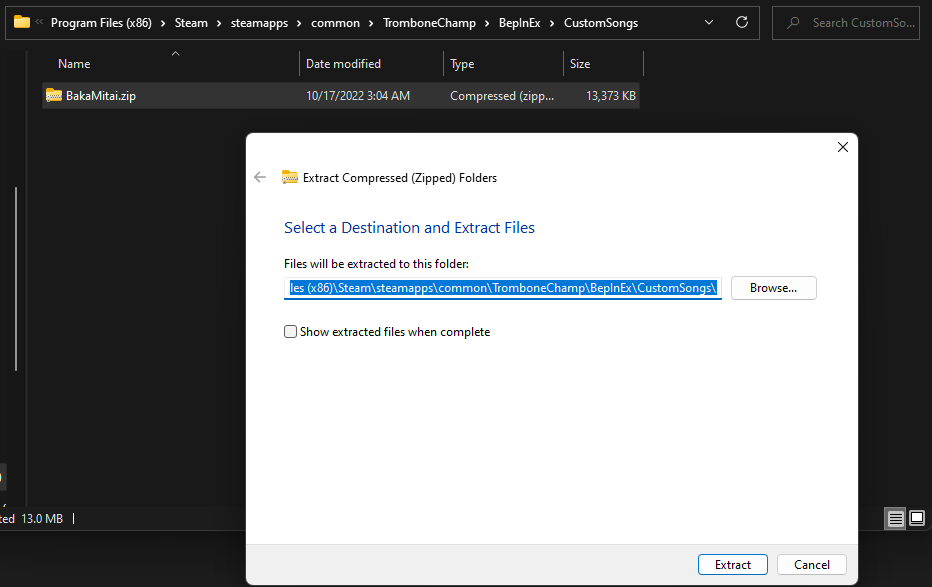 « Program Files (x86) > Steam > steamapps > common > TromboneChamp > BepInEx > CustomSongs
Search CustomSo...
Name Date modified Type Size
BakaMitai.zip 10/17/2022 3:04 AM Compressed (zipp... 13,373 KB
Extract Compressed (Zipped) Folders
Select a Destination and Extract Files
Files will be extracted to this folder:
les (x86)\Steam\steamapps\common\TromboneChamp\BepInEx\CustomSongs\
Browse...
Show extracted files when complete
ted 13.0 MB
Extract Cancel